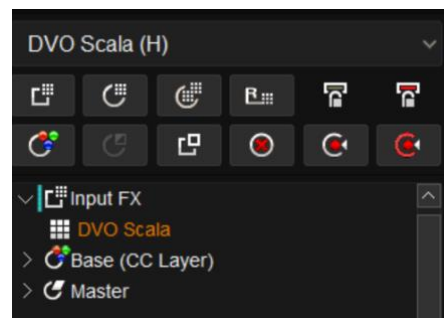 DVO Scala (H)
R
Input FX
DVO Scala
Base (CC Layer)
Master